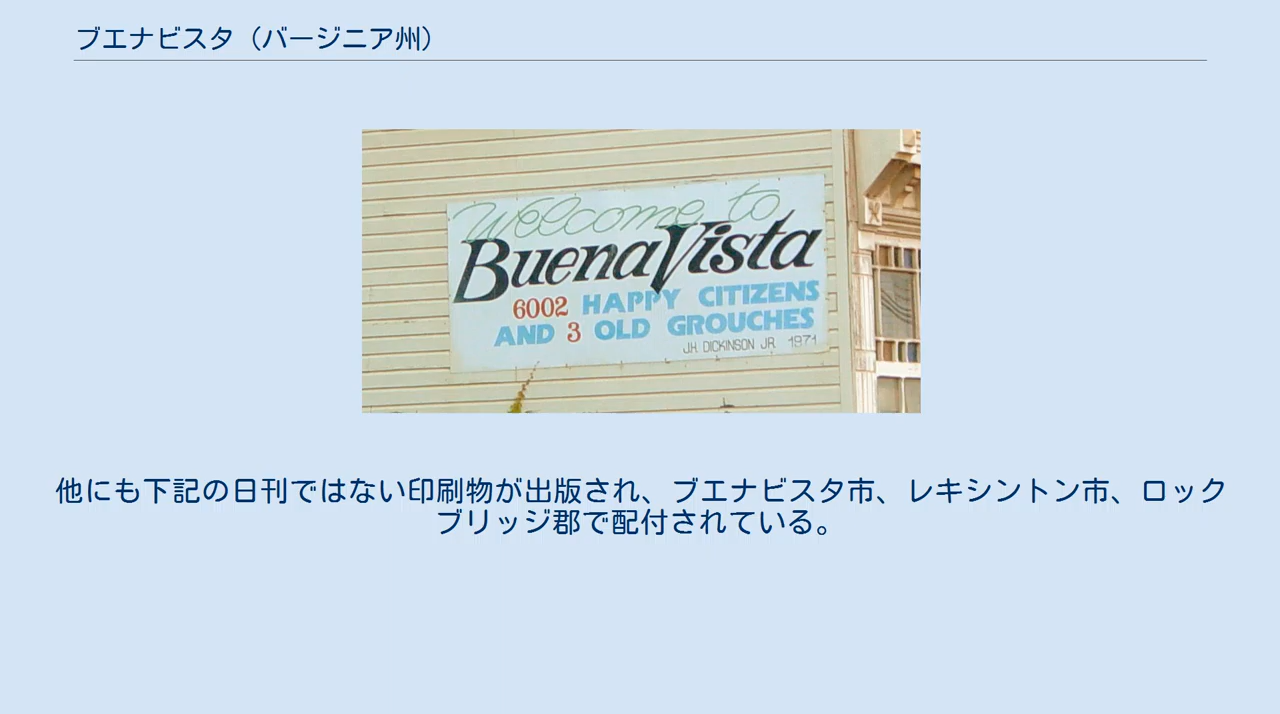 ブエナビスタ（バージニア州）
Welcome to
Buena Vista
6002 HAPPY CITIZENS
AND 3 OLD GROUCHES
J.H. DICKINSON JR. 1971
他にも下記の日刊ではない印刷物が出版され、ブエナビスタ市、レキシントン市、ロック
ブリッジ郡で配付されている。